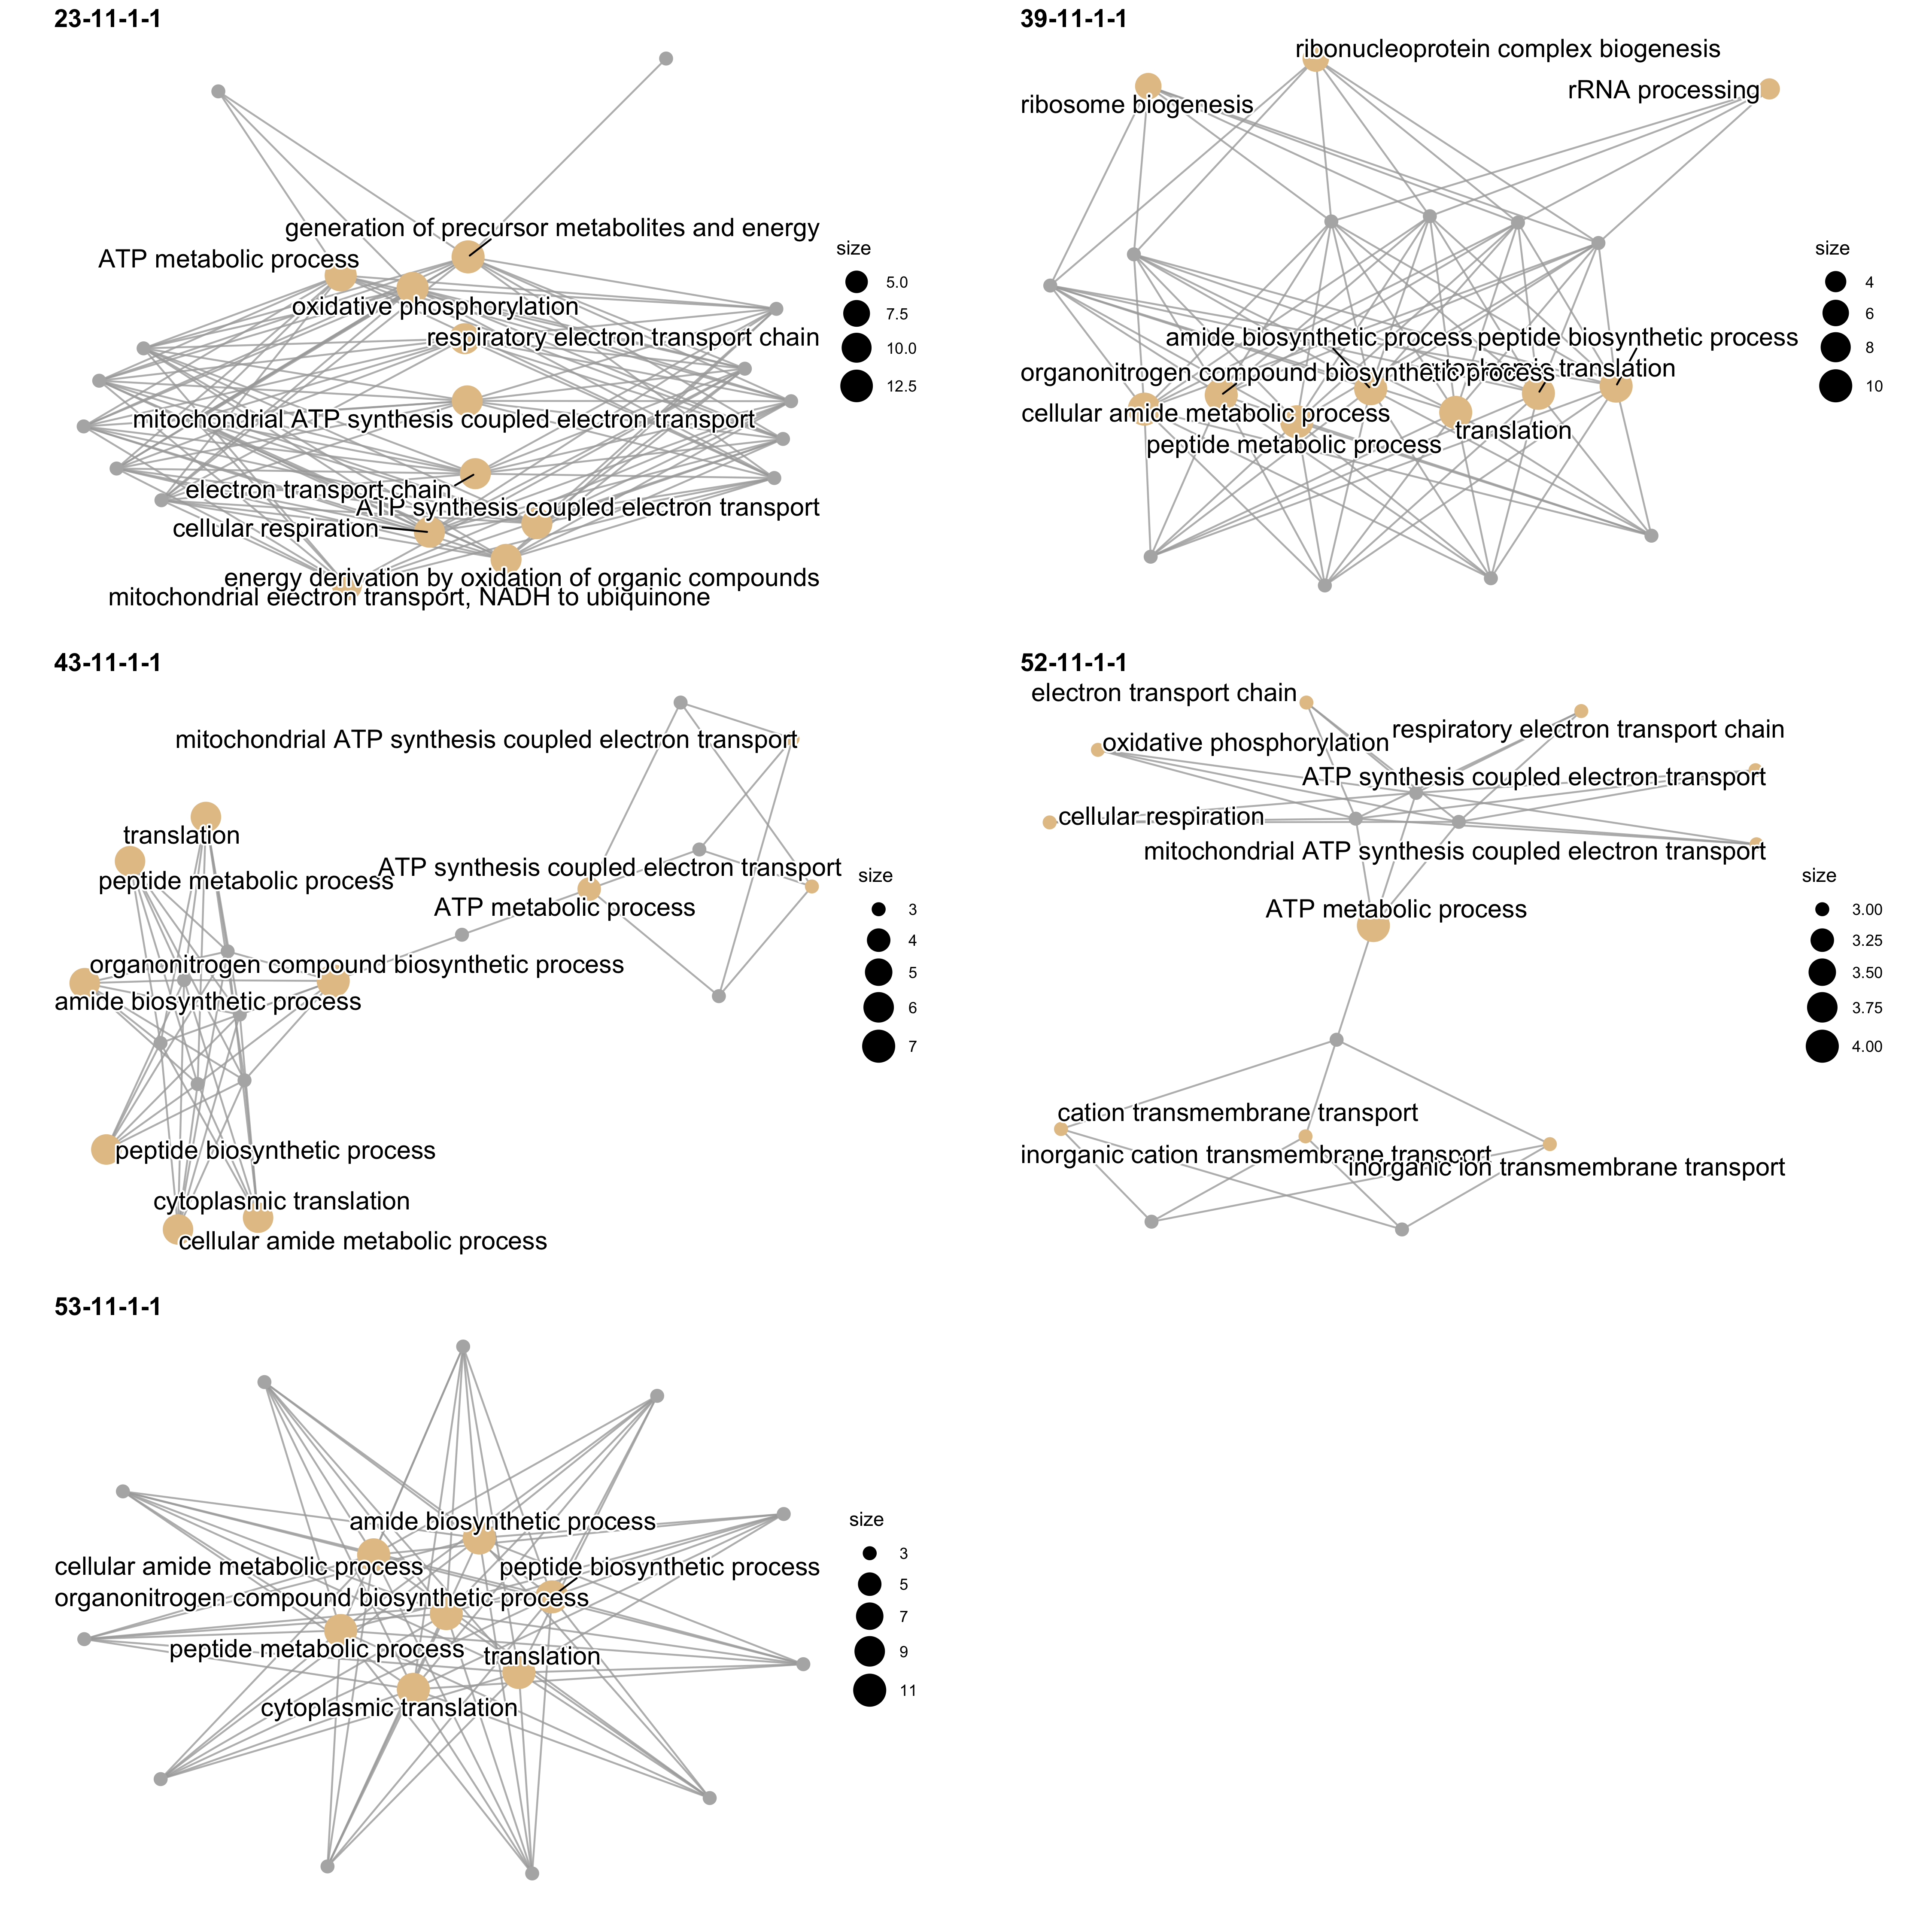 23-11-1-1
generation of precursor metabolites and energy
ATP metabolic process
oxidative phosphorylation
respiratory electron transport chain
mitochondrial ATP synthesis coupled electron transport
electron transport chain
ATP synthesis coupled electron transport
cellular respiration
energy derivation by oxidation of organic compounds
mitochondrial electron transport, NADH to ubiquinone
size
5.0
7.5
10.0
12.5
39-11-1-1
ribonucleoprotein complex biogenesis
rRNA processing
ribosome biogenesis
amide biosynthetic process
peptide biosynthetic process
organonitrogen compound biosynthetic process
translation
cellular amide metabolic process
translation
peptide metabolic process
size
4
6
8
10
43-11-1-1
mitochondrial ATP synthesis coupled electron transport
translation
ATP synthesis coupled electron transport
peptide metabolic process
ATP metabolic process
organonitrogen compound biosynthetic process
amide biosynthetic process
peptide biosynthetic process
cytoplasmic translation
cellular amide metabolic process
size
3
4
5
6
7
52-11-1-1
electron transport chain
respiratory electron transport chain
oxidative phosphorylation
ATP synthesis coupled electron transport
cellular respiration
mitochondrial ATP synthesis coupled electron transport
ATP metabolic process
cation transmembrane transport
inorganic cation transmembrane transport
inorganic ion transmembrane transport
size
3.00
3.25
3.50
3.75
4.00
53-11-1-1
amide biosynthetic process
cellular amide metabolic process
peptide biosynthetic process
organonitrogen compound biosynthetic process
peptide metabolic process
translation
cytoplasmic translation
size
3
5
7
9
11